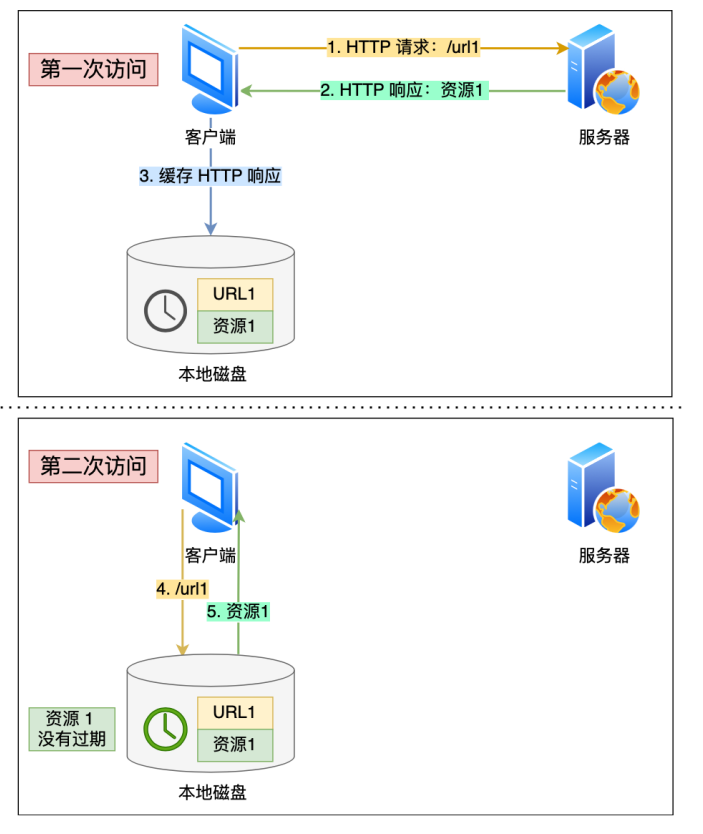 第一次访问
1. HTTP 请求：/url1
2. HTTP 响应：资源1
客户端
服务器
3. 缓存 HTTP 响应
URL1
资源1
本地磁盘
第二次访问
客户端
服务器
4. /url1
5. 资源1
资源 1
没有过期
URL1
资源1
本地磁盘